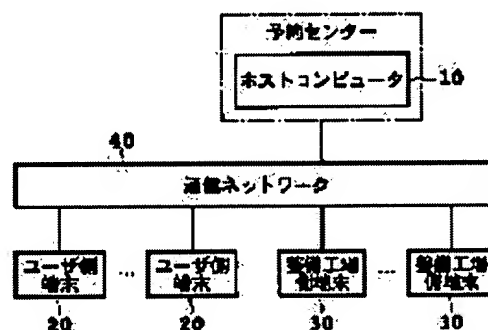 予約センター
ホストコンピュータ
10
40
通信ネットワーク
ユーザ側
端末
…
ユーザ側
端末
整備工場
側端末
…
整備工場
側端末
20
20
30
30